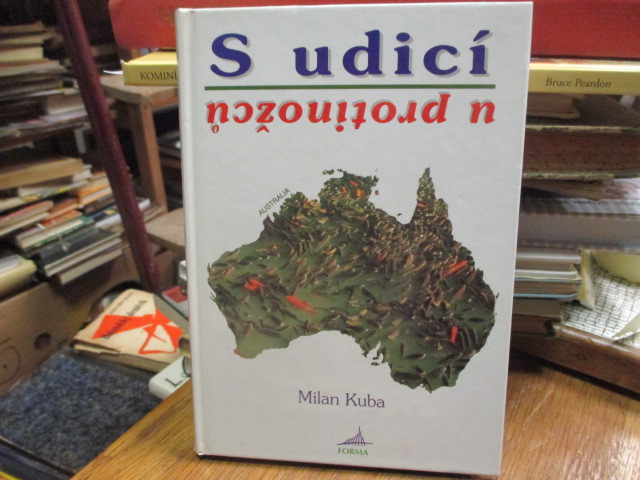 S udicí
u protinožců
AUSTRALIA
Milan Kuba
FORMA
KOMINÍ
Bruce Peardon